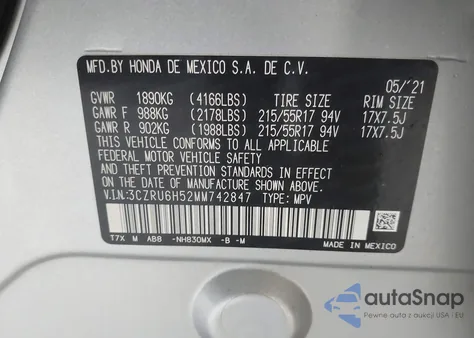 MFD.BY HONDA DE MEXICO S.A. DE C.V.
05/'21
GVWR 1890KG (4166LBS) TIRE SIZE RIM SIZE
GAWR F 988KG (2178LBS) 215/55R17 94V 17X7.5J
GAWR R 902KG (1988LBS) 215/55R17 94V 17X7.5J
THIS VEHICLE CONFORMS TO ALL APPLICABLE
FEDERAL MOTOR VEHICLE SAFETY, BUMPER,
AND THEFT PREVENTION STANDARDS IN
EFFECT ON THE DATE OF MANUFACTURE
SHOWN ABOVE.
V.I.N:3CZRU6H52MM742847 TYPE: MPV
T7X M AB8 -NH830MX -B -M
MADE IN MEXICO
autaSnap
Pewne auta z aukcji USA i EU